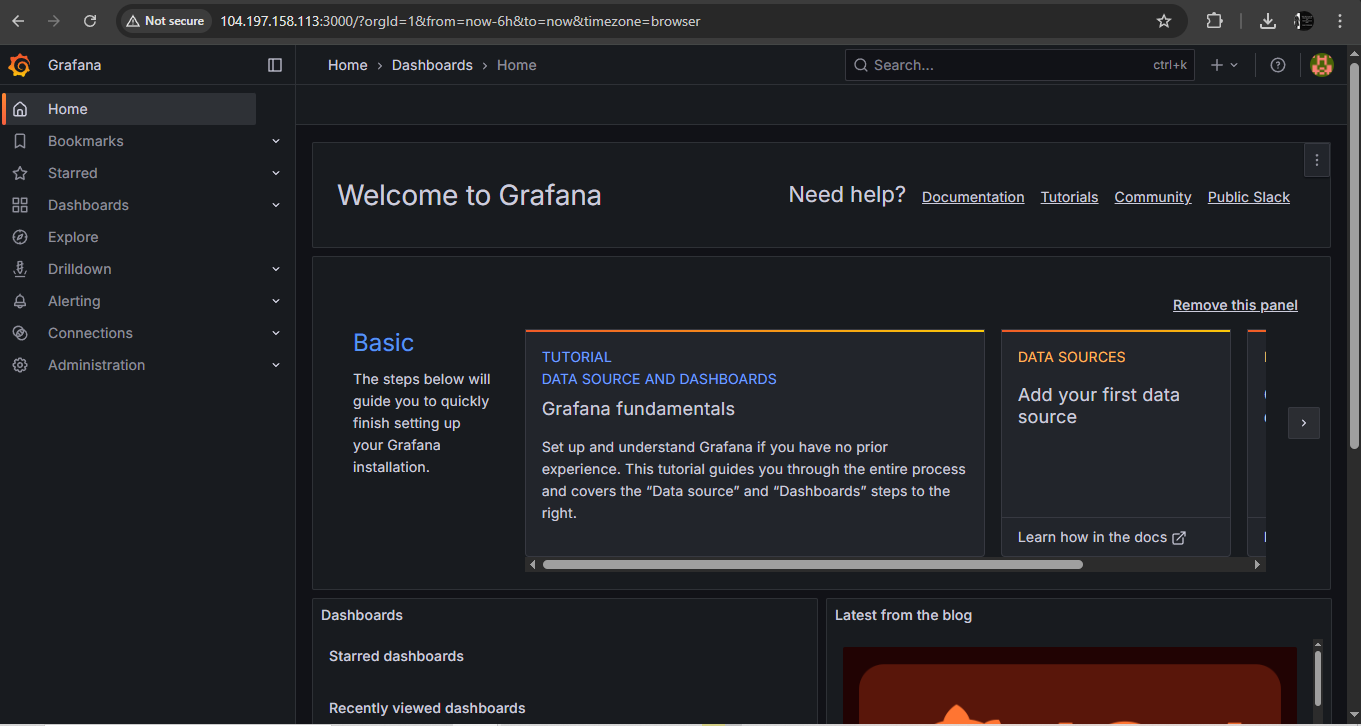 Not secure
104.197.158.113:3000/?orgId=1&from=now-6h&to=now&timezone=browser
Grafana
Home › Dashboards › Home
Search...
ctrl+k
Home
Bookmarks
Starred
Dashboards
Explore
Drilldown
Alerting
Connections
Administration
Welcome to Grafana
Need help?
Documentation
Tutorials
Community
Public Slack
Remove this panel
Basic
The steps below will
guide you to quickly
finish setting up
your Grafana
installation.
TUTORIAL
DATA SOURCE AND DASHBOARDS
Grafana fundamentals
Set up and understand Grafana if you have no prior
experience. This tutorial guides you through the entire process
and covers the “Data source” and “Dashboards” steps to the
right.
DATA SOURCES
Add your first data
source
Learn how in the docs
Dashboards
Starred dashboards
Recently viewed dashboards
Latest from the blog